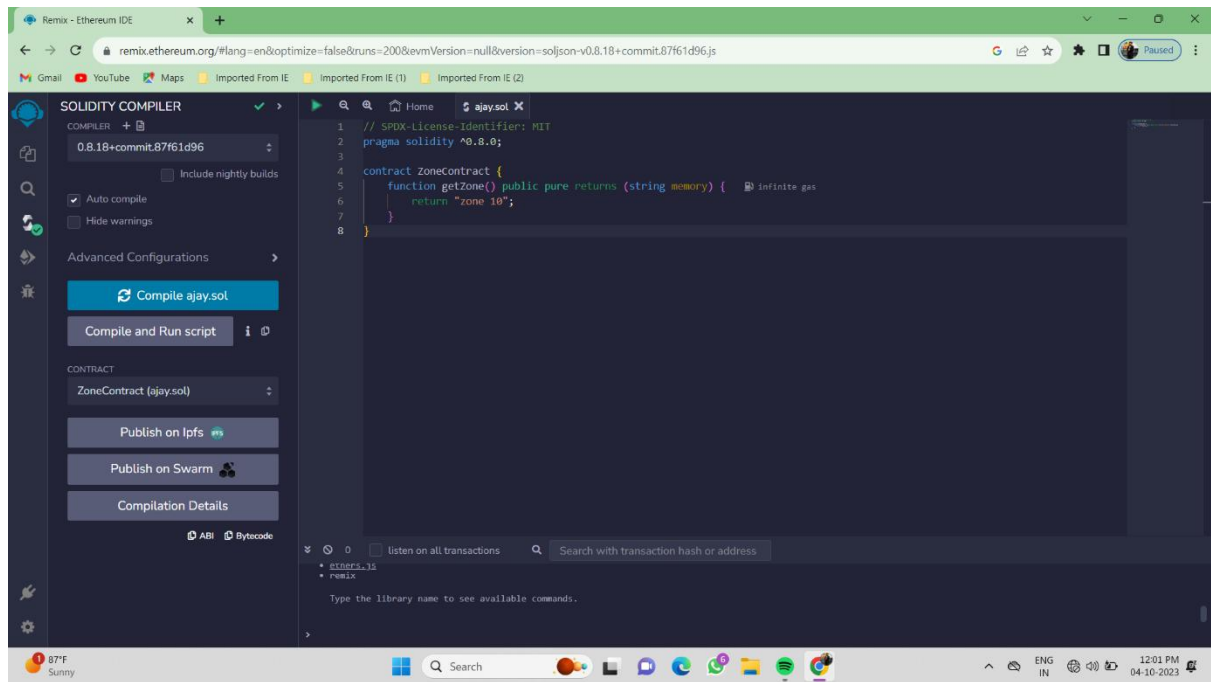 Remix - Ethereum IDE
remix.ethereum.org/#lang=en&optimize=false&runs=200&evmVersion=null&version=soljson-v0.8.18+commit.87f61d96.js
Paused
Gmail YouTube Maps Imported From IE Imported From IE (1) Imported From IE (2)
SOLIDITY COMPILER
COMPILER
0.8.18+commit.87f61d96
Include nightly builds
Auto compile
Hide warnings
Advanced Configurations
Compile ajay.sol
Compile and Run script
CONTRACT
ZoneContract (ajay.sol)
Publish on Ipfs
Publish on Swarm
Compilation Details
ABI Bytecode
Home ajay.sol
1 // SPDX-License-Identifier: MIT
2 pragma solidity ^0.8.0;
3
4 contract ZoneContract {
5 function getZone() public pure returns (string memory) { infinite gas
6 return "zone 10";
7 }
8 }
0 listen on all transactions Search with transaction hash or address
ethers.js
remix
Type the library name to see available commands.
>
1
87°F
Sunny
Search
6
ENG
IN
12:01 PM
04-10-2023